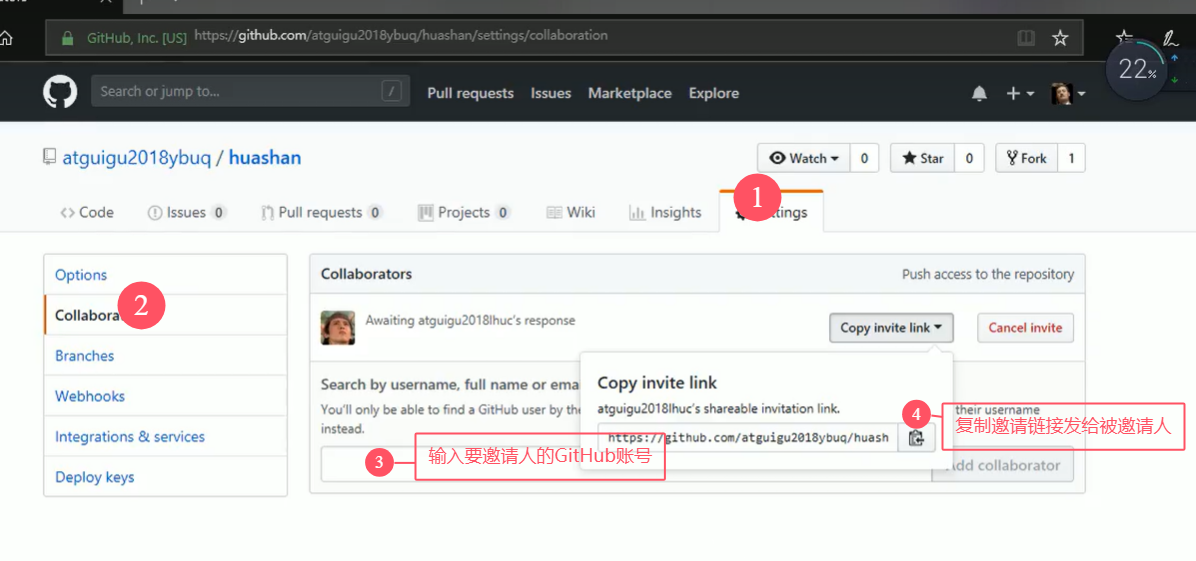 GitHub, Inc. [US] https://github.com/atguigu2018ybuq/huashan/settings/collaboration
22%
Search or jump to... /
Pull requests Issues Marketplace Explore
atguigu2018ybuq / huashan
Watch 0 Star 0 Fork 1
Code Issues 0 Pull requests 0 Projects 0 Wiki Insights
1
Options
Collaborators Push access to the repository
2
Awaiting atguigu2018lhuc's response
Copy invite link Cancel invite
Branches
Webhooks
Integrations & services
Deploy keys
Search by username, full name or
You'll only be able to find a GitHub user by
their username
instead.
Copy invite link
atguigu2018lhuc's shareable invitation link.
https://github.com/atguigu2018ybuq/huash
4 复制邀请链接发给被邀请人
3 输入要邀请人的GitHub账号
collaborator